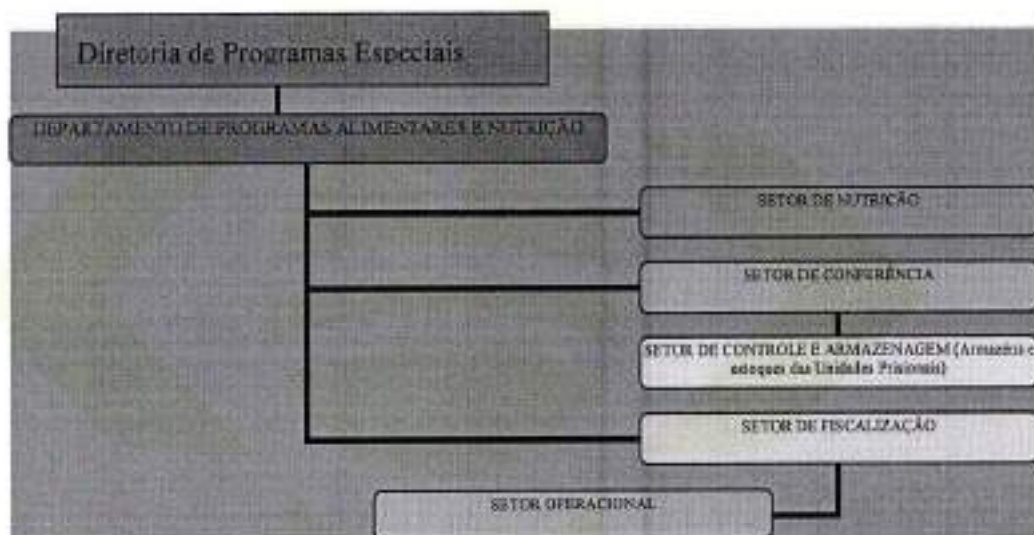 Diretoria de Programas Especiais
DEPARTAMENTO DE PROGRAMAS ALIMENTARES E NUTRIÇÃO
SETOR DE NUTRIÇÃO
SETOR DE CONFERÊNCIA
SETOR DE CONTROLE E ARMAZENAGEM (Armazéns e
estoques das Unidades Prisionais)
SETOR DE FISCALIZAÇÃO
SETOR OPERACIONAL